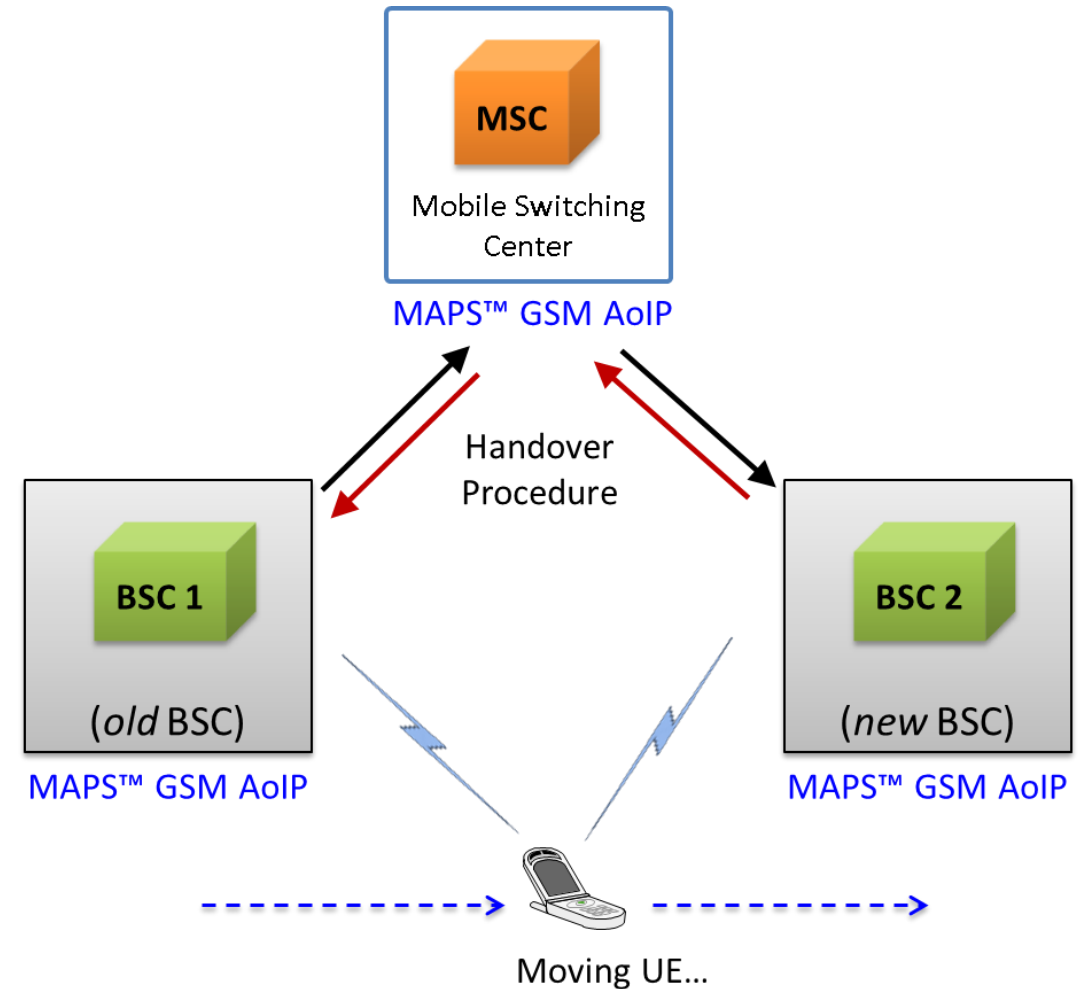 MSC
Mobile Switching
Center
MAPS™ GSM AoIP
Handover
Procedure
BSC 1
(old BSC)
MAPS™ GSM AoIP
BSC 2
(new BSC)
MAPS™ GSM AoIP
Moving UE...